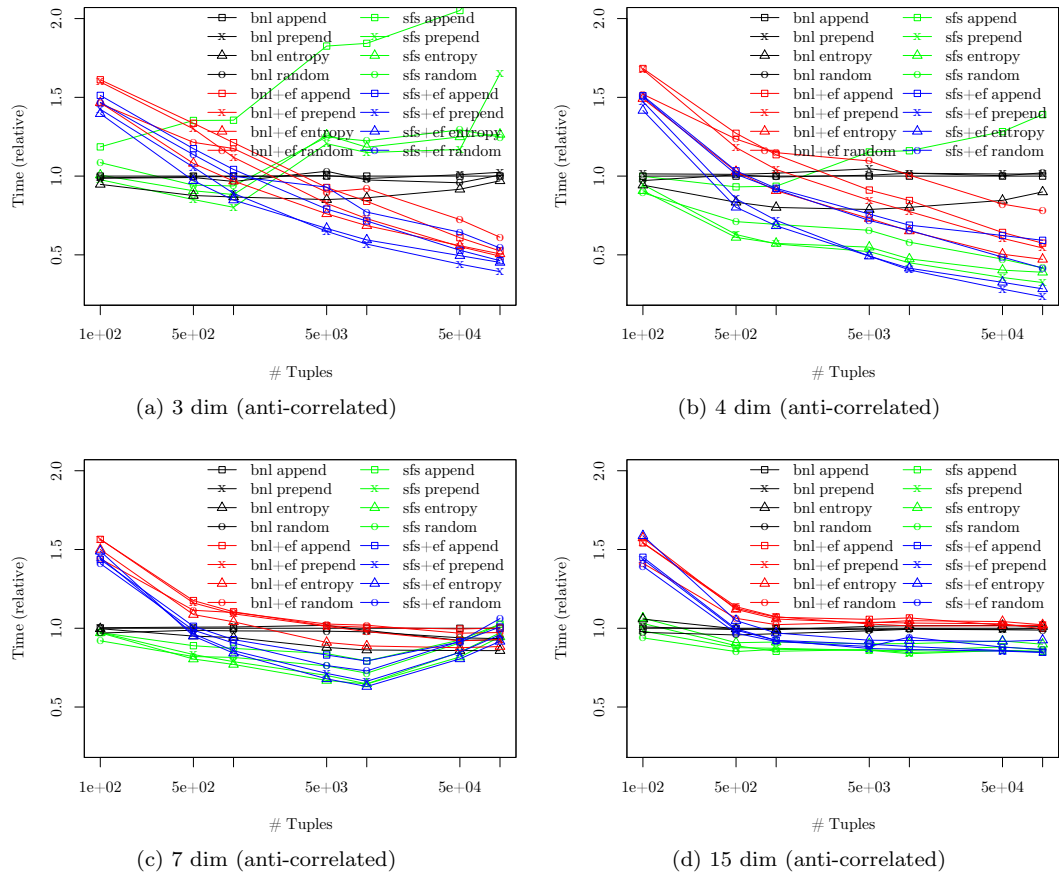 2.0
1.5
1.0
0.5
Time (relative)
bnl append
bnl prepend
bnl entropy
bnl random
bnl+ef append
bnl+ef prepend
bnl+ef entropy
bnl+ef random
sfs append
sfs prepend
sfs entropy
sfs random
sfs+ef append
sfs+ef prepend
sfs+ef entropy
sfs+ef random
1e+02
5e+02
5e+03
5e+04
# Tuples
(a) 3 dim (anti-correlated)
2.0
1.5
1.0
0.5
Time (relative)
bnl append
bnl prepend
bnl entropy
bnl random
bnl+ef append
bnl+ef prepend
bnl+ef entropy
bnl+ef random
sfs append
sfs prepend
sfs entropy
sfs random
sfs+ef append
sfs+ef prepend
sfs+ef entropy
sfs+ef random
1e+02
5e+02
5e+03
5e+04
# Tuples
(b) 4 dim (anti-correlated)
2.0
1.5
1.0
0.5
Time (relative)
bnl append
bnl prepend
bnl entropy
bnl random
bnl+ef append
bnl+ef prepend
bnl+ef entropy
bnl+ef random
sfs append
sfs prepend
sfs entropy
sfs random
sfs+ef append
sfs+ef prepend
sfs+ef entropy
sfs+ef random
1e+02
5e+02
5e+03
5e+04
# Tuples
(c) 7 dim (anti-correlated)
2.0
1.5
1.0
0.5
Time (relative)
bnl append
bnl prepend
bnl entropy
bnl random
bnl+ef append
bnl+ef prepend
bnl+ef entropy
bnl+ef random
sfs append
sfs prepend
sfs entropy
sfs random
sfs+ef append
sfs+ef prepend
sfs+ef entropy
sfs+ef random
1e+02
5e+02
5e+03
5e+04
# Tuples
(d) 15 dim (anti-correlated)